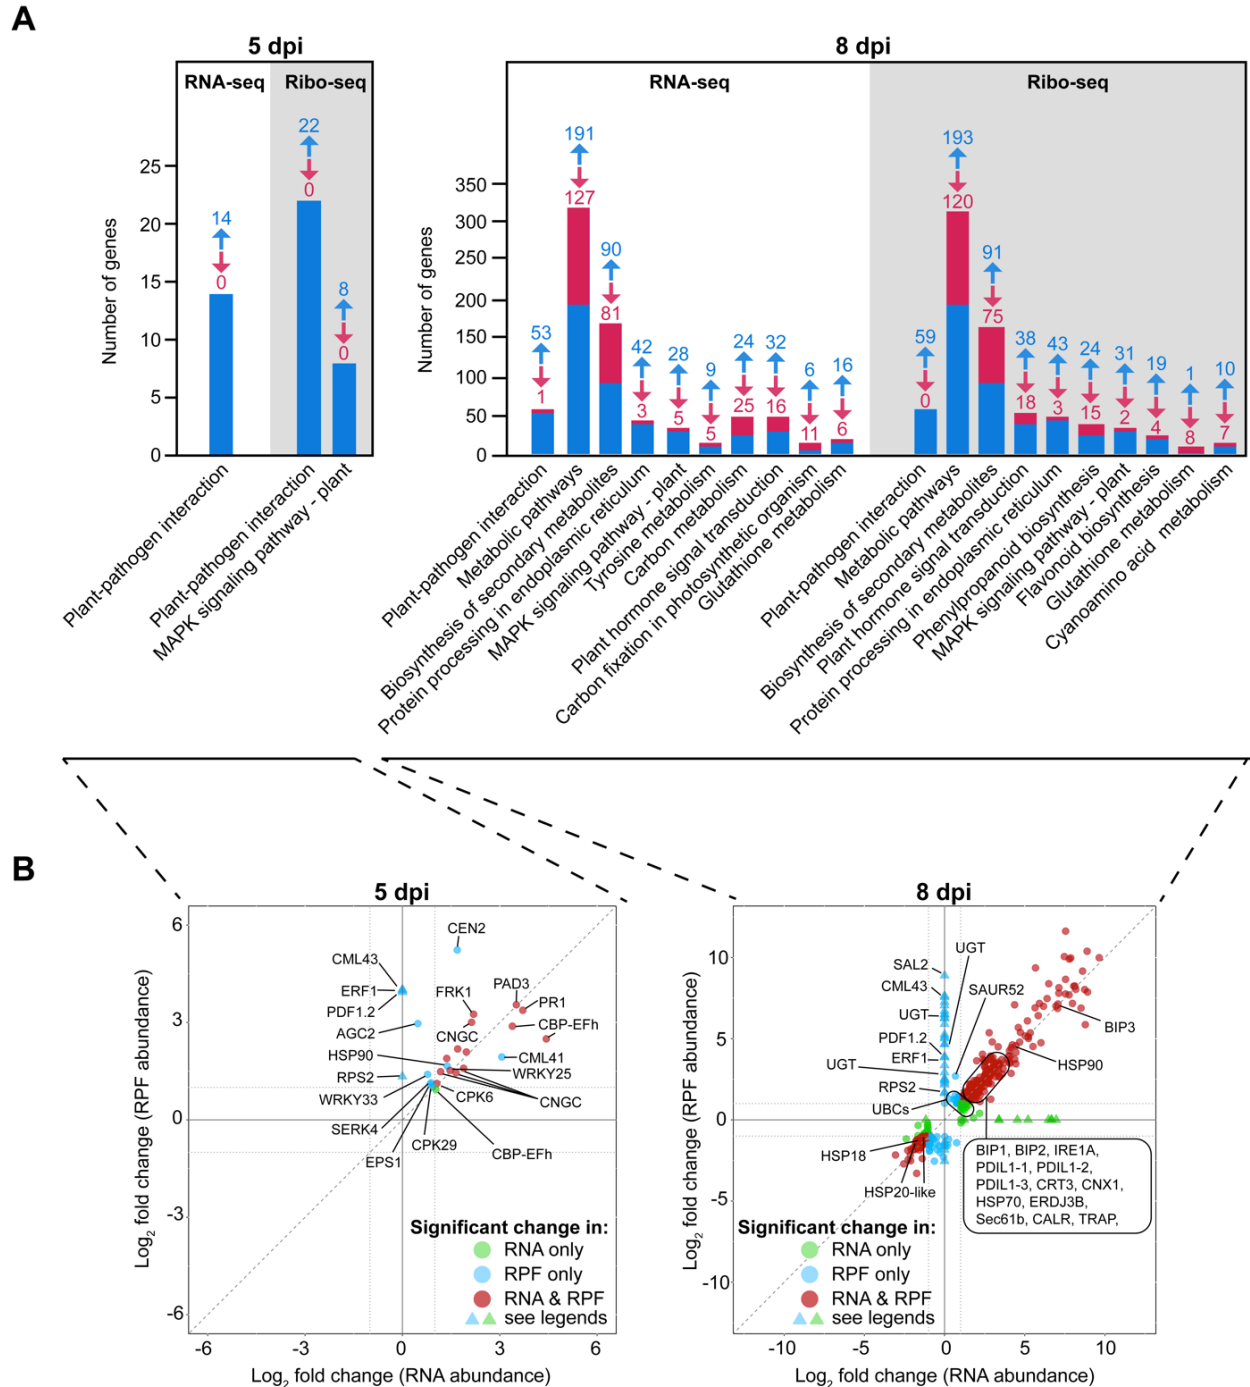 A
5 dpi
8 dpi
RNA-seq
Ribo-seq
RNA-seq
Ribo-seq
Number of genes
25
20
15
10
5
0
14
0
22
0
8
0
Plant-pathogen interaction
Plant-pathogen interaction
MAPK signaling pathway - plant
Number of genes
350
300
250
200
150
100
50
0
53
1
191
127
90
81
42
3
28
5
9
5
24
25
32
16
6
11
16
6
59
0
193
120
91
75
38
18
43
3
24
15
31
2
19
4
1
8
10
7
Plant-pathogen interaction
Metabolic pathways
Biosynthesis of secondary metabolites
Protein processing in endoplasmic reticulum
MAPK signaling pathway - plant
Tyrosine metabolism
Carbon metabolism
Plant hormone signal transduction
Carbon fixation in photosynthetic organism
Glutathione metabolism
Plant-pathogen interaction
Metabolic pathways
Biosynthesis of secondary metabolites
Plant hormone signal transduction
Protein processing in endoplasmic reticulum
Phenylpropanoid biosynthesis
MAPK signaling pathway - plant
Flavonoid biosynthesis
Glutathione metabolism
Cyanoamino acid metabolism
B
5 dpi
Log2 fold change (RPF abundance)
6
3
0
-3
-6
CEN2
CML43
ERF1
PDF1.2
AGC2
HSP90
RPS2
WRKY33
SERK4
EPS1
CPK29
FRK1
CNGC
PAD3
PR1
CBP-EFh
CML41
WRKY25
CPK6
CNGC
CBP-EFh
Significant change in:
RNA only
RPF only
RNA & RPF
see legends
-6
-3
0
3
6
Log2 fold change (RNA abundance)
8 dpi
Log2 fold change (RPF abundance)
10
5
0
-5
-10
UGT
SAL2
CML43
SAUR52
UGT
PDF1.2
ERF1
UGT
RPS2
UBCs
BIP3
HSP90
HSP18
HSP20-like
BIP1, BIP2, IRE1A,
PDIL1-1, PDIL1-2,
PDIL1-3, CRT3, CNX1,
HSP70, ERDJ3B,
Sec61b, CALR, TRAP,
Significant change in:
RNA only
RPF only
RNA & RPF
see legends
-10
-5
0
5
10
Log2 fold change (RNA abundance)